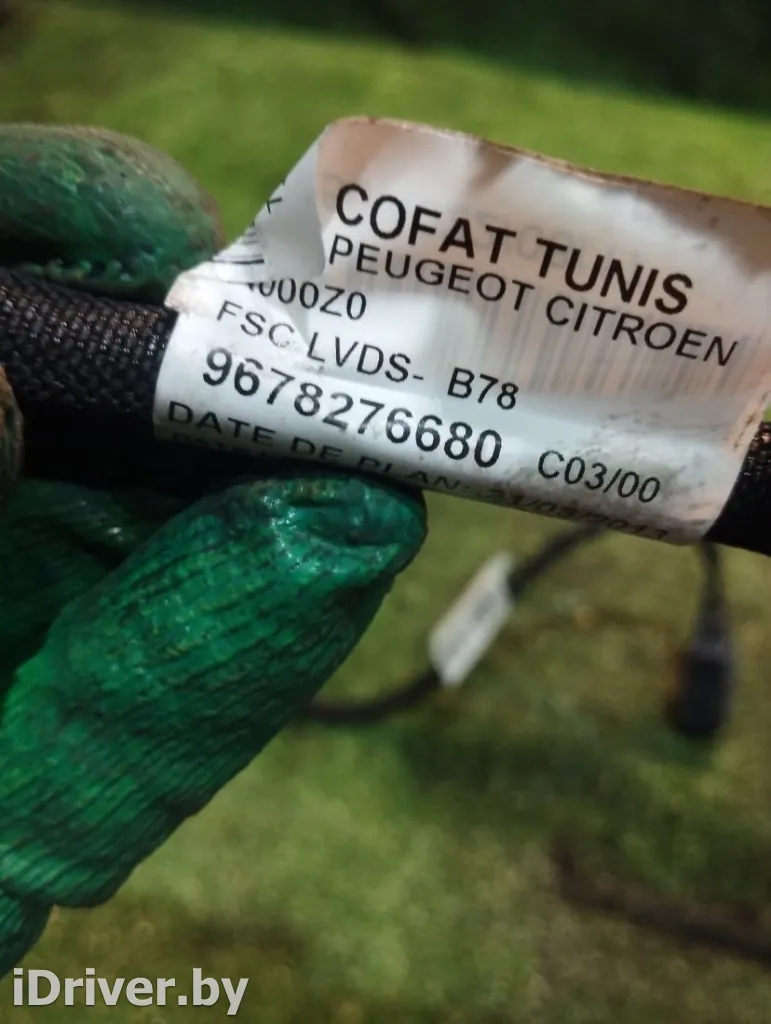 COFAT TUNIS
PEUGEOT CITROEN
000Z0
FSC LVDS- B78
9678276680 C03/00
DATE DE PLAN:
iDriver.by